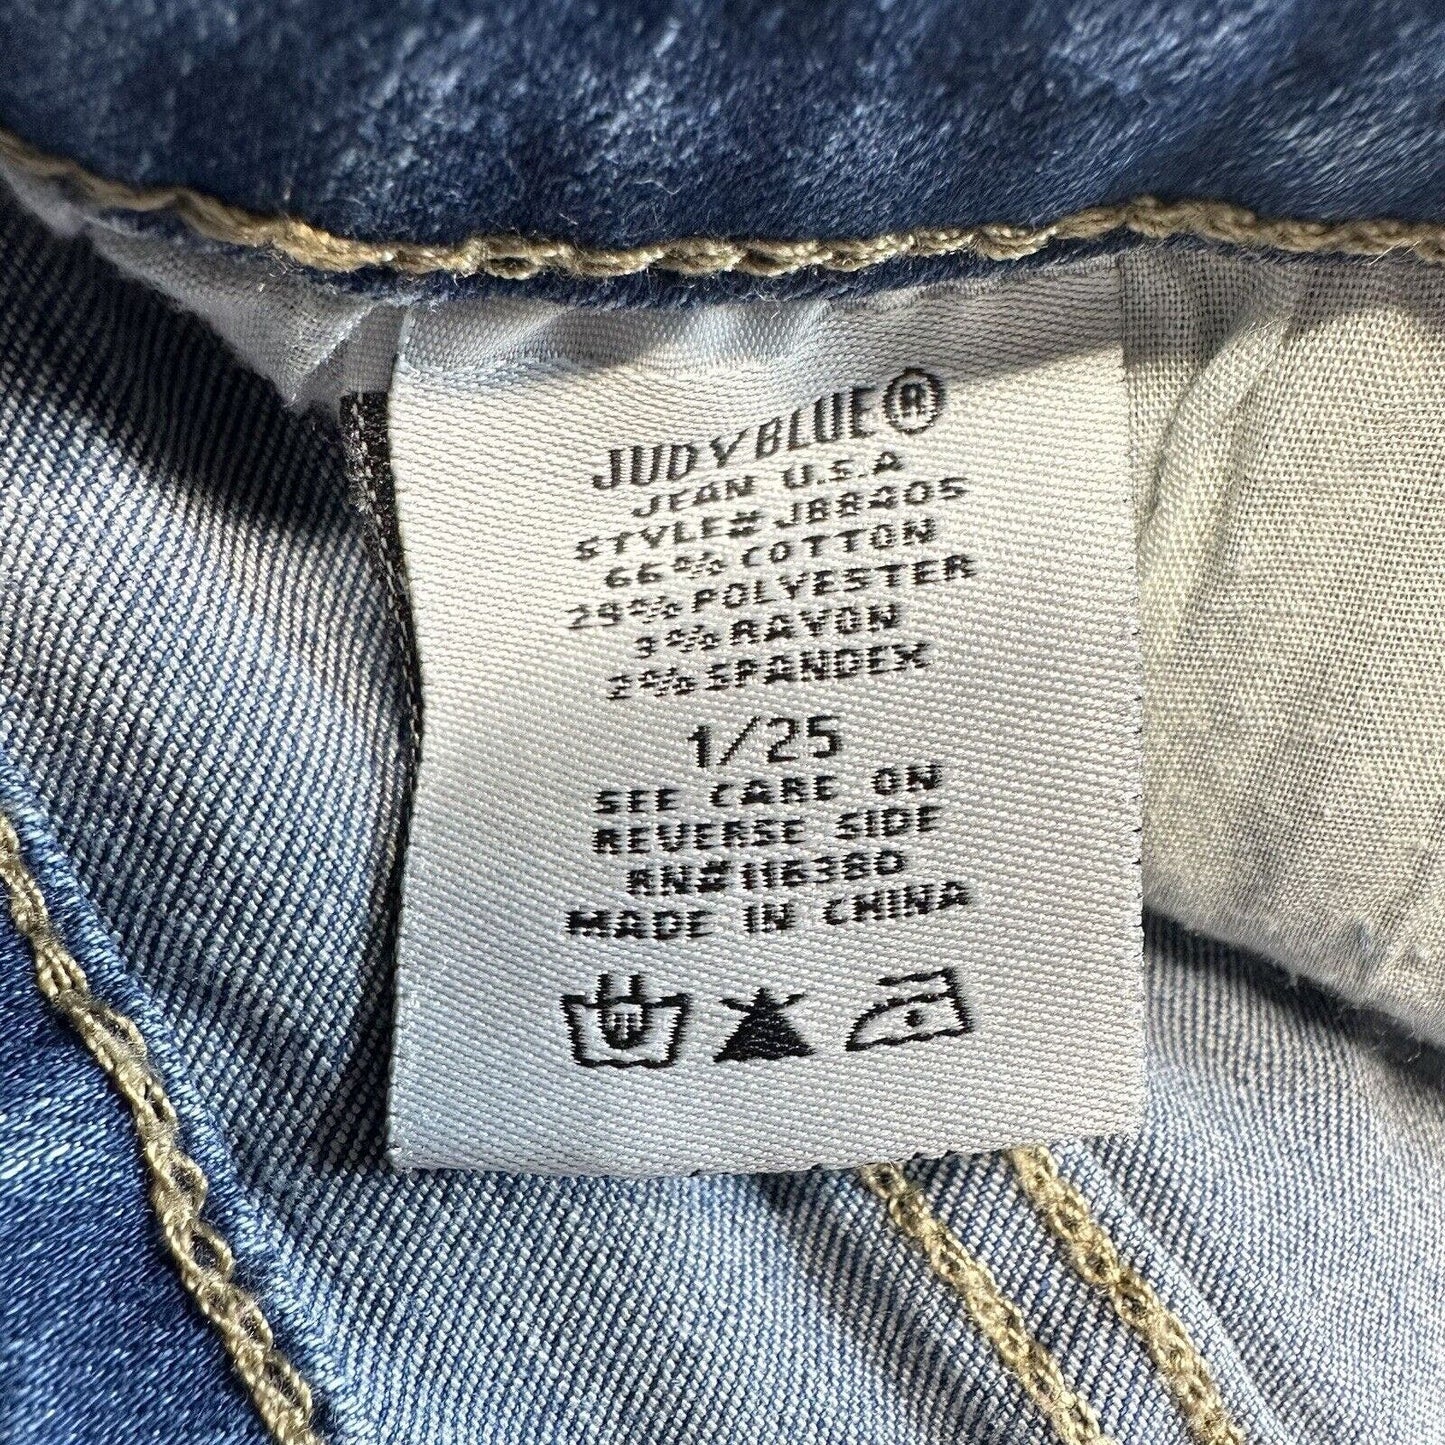 JUDYBLUE®
JEAN U.S.A
STYLE# JB8405
66% COTTON
29% POLYESTER
3% RAYON
2% SPANDEX
1/25
SEE CARE ON
REVERSE SIDE
RN#116380
MADE IN CHINA